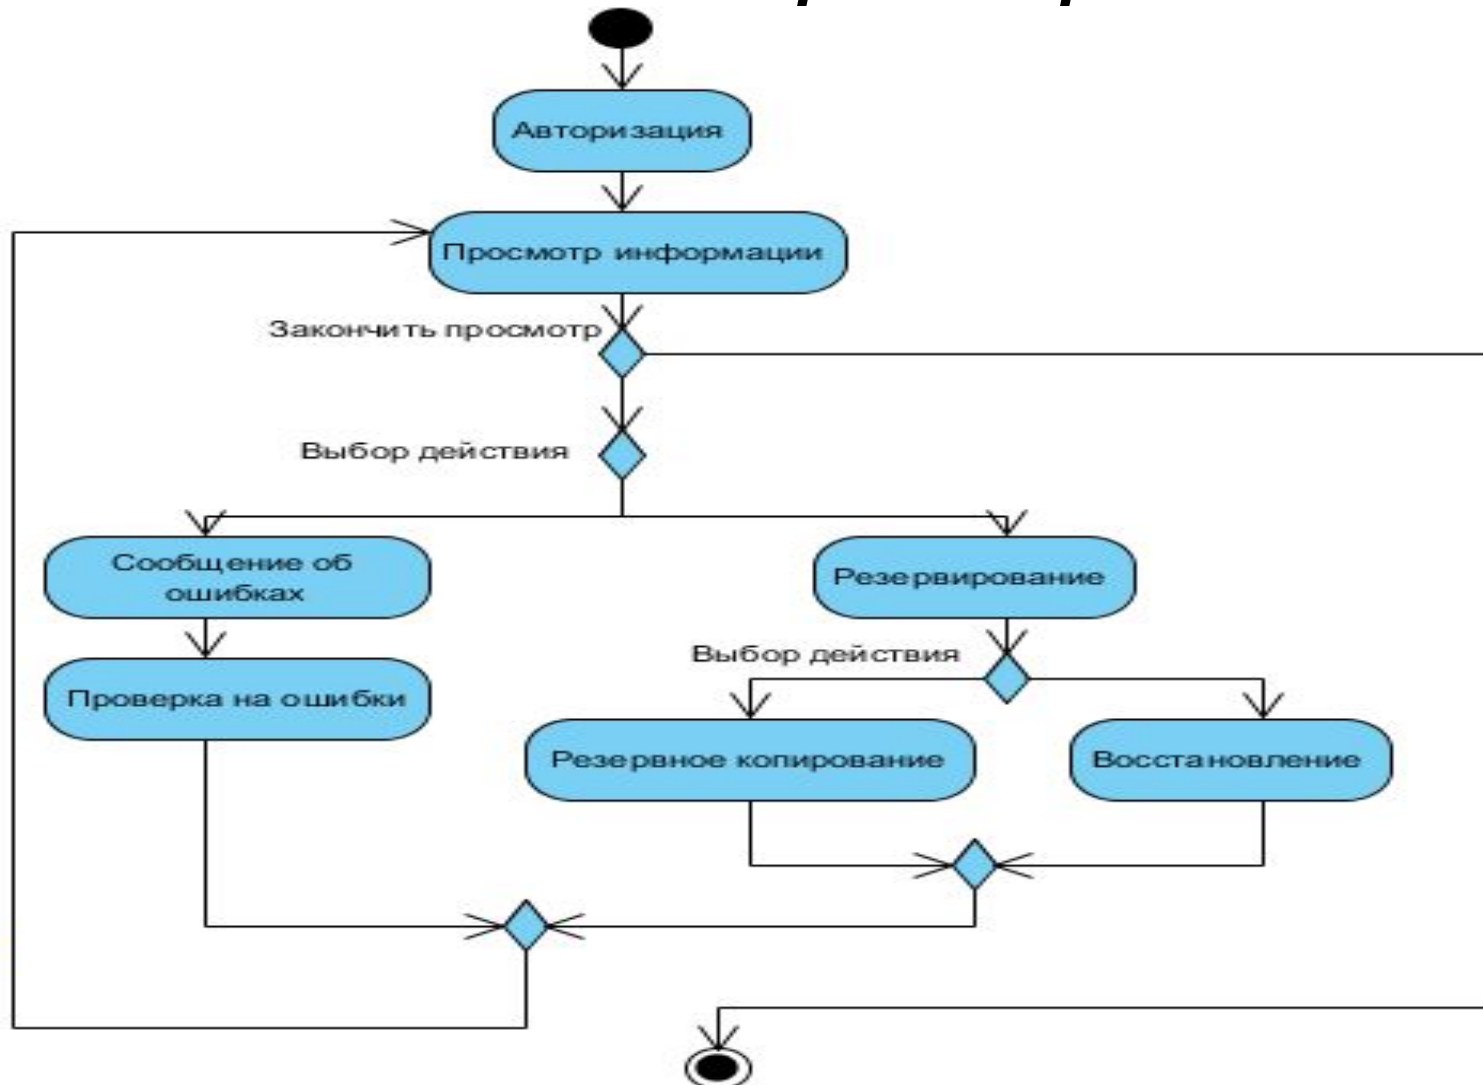 Авторизация
Просмотр информации
Закончить просмотр
Выбор действия
Сообщение об
ошибках
Резервирование
Выбор действия
Проверка на ошибки
Резервное копирование
Восстановление